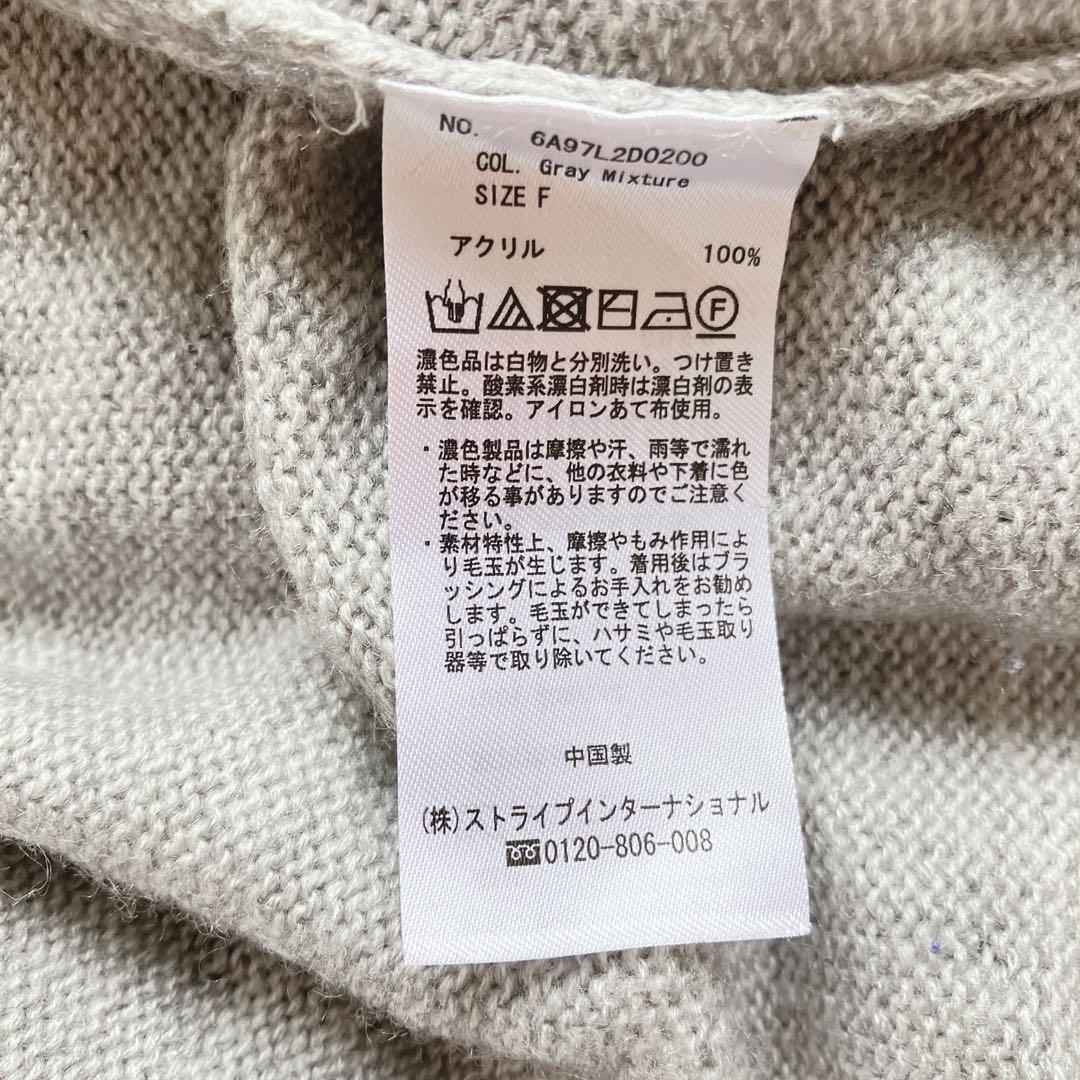 NO. 6A97L2D0200
COL. Gray Mixture
SIZE F
アクリル 100%
F
濃色品は白物と分別洗い。つけ置き
禁止。酸素系漂白剤時は漂白剤の表
示を確認。アイロンあて布使用。
・濃色製品は摩擦や汗、雨等で濡れ
た時などに、他の衣料や下着に色
が移る事がありますのでご注意く
ださい。
・素材特性上、摩擦やもみ作用によ
り毛玉が生じます。着用後はブラ
ッシングによるお手入れをお勧め
します。毛玉ができてしまったら
引っぱらずに、ハサミや毛玉取り
器等で取り除いてください。
中国製
(株)ストライプインターナショナル
0120-806-008